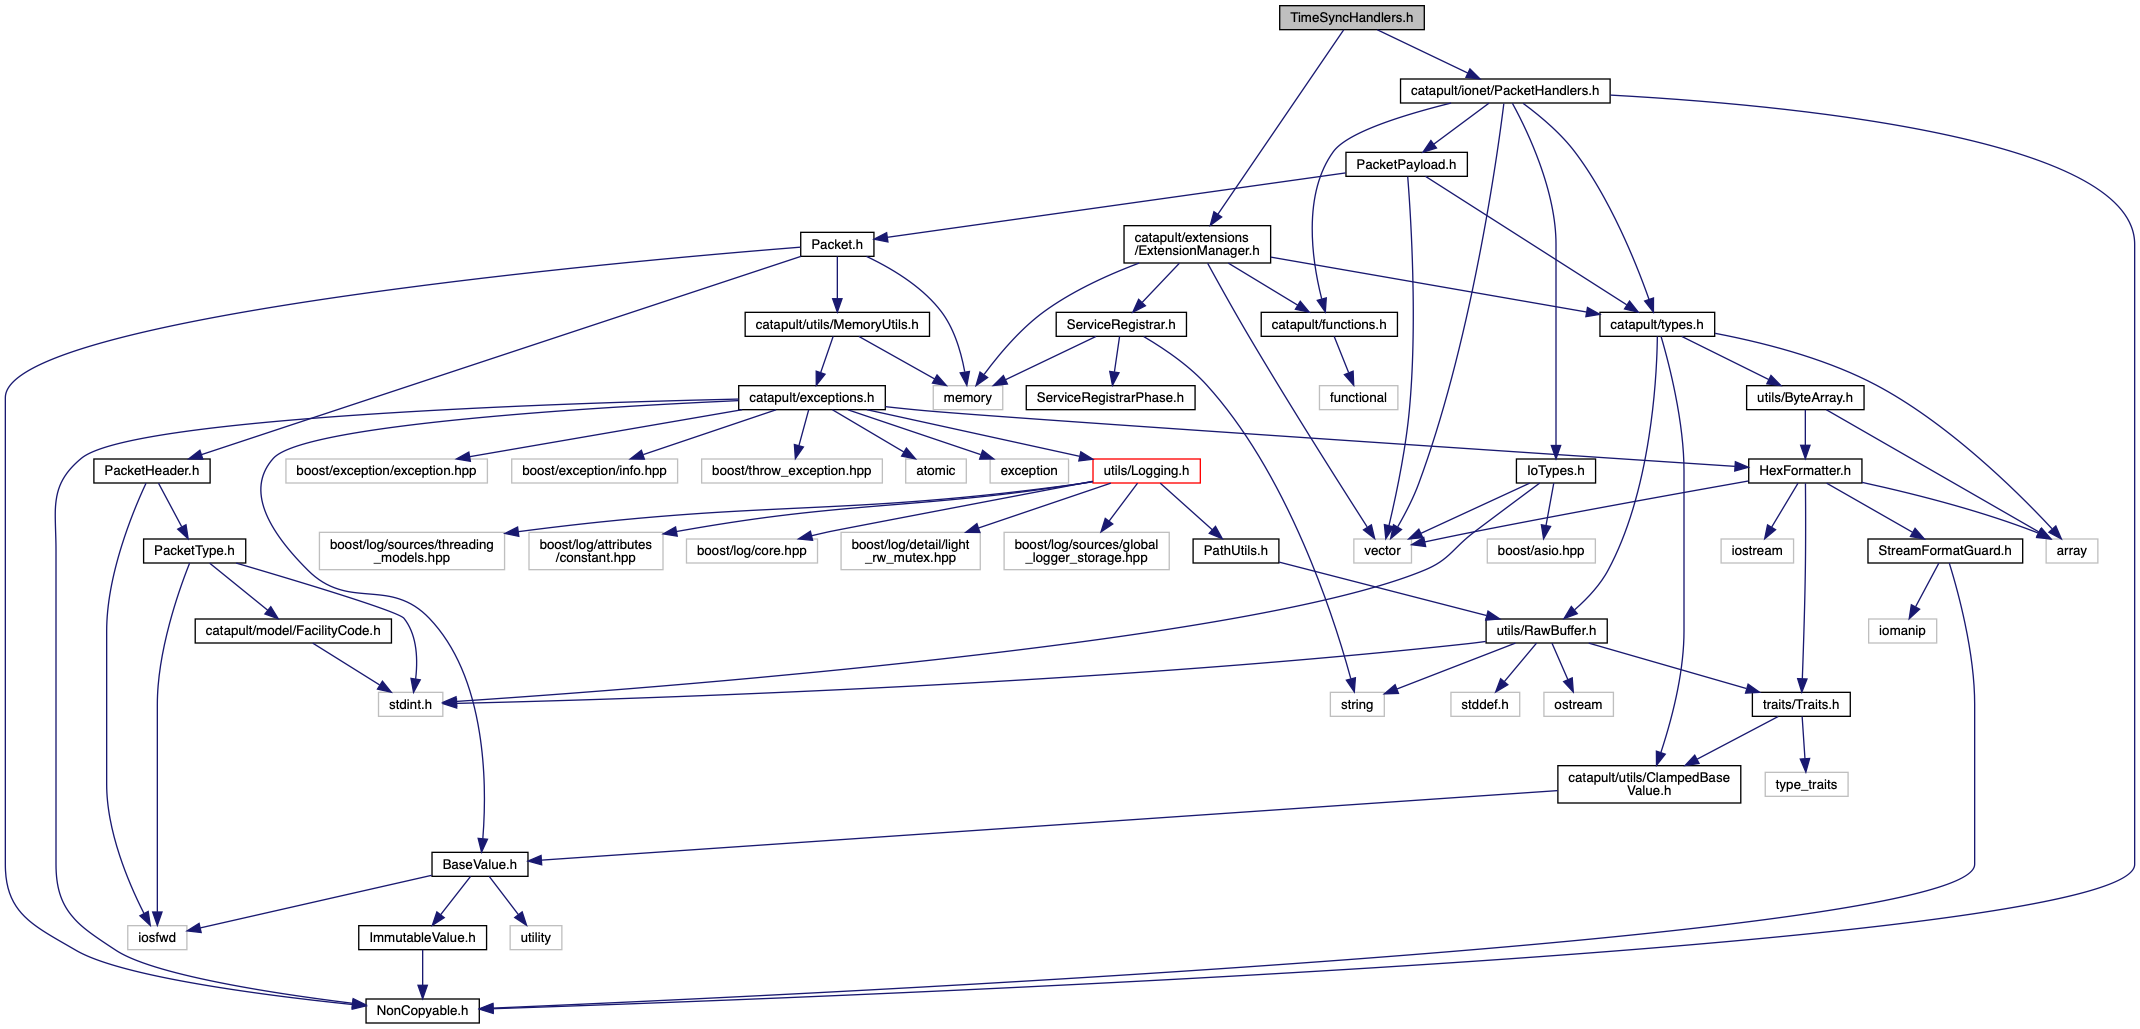 TimeSyncHandlers.h
catapult/ionet/PacketHandlers.h
PacketPayload.h
Packet.h
catapult/extensions
/ExtensionManager.h
catapult/utils/MemoryUtils.h
ServiceRegistrar.h
catapult/functions.h
catapult/types.h
catapult/exceptions.h
memory
ServiceRegistrarPhase.h
functional
utils/ByteArray.h
PacketHeader.h
boost/exception/exception.hpp
boost/exception/info.hpp
boost/throw_exception.hpp
atomic
exception
utils/Logging.h
IoTypes.h
HexFormatter.h
PacketType.h
boost/log/sources/threading
_models.hpp
boost/log/attributes
/constant.hpp
boost/log/core.hpp
boost/log/detail/light
_rw_mutex.hpp
boost/log/sources/global
_logger_storage.hpp
PathUtils.h
vector
boost/asio.hpp
iostream
StreamFormatGuard.h
array
catapult/model/FacilityCode.h
utils/RawBuffer.h
iomanip
stdint.h
string
stddef.h
ostream
traits/Traits.h
catapult/utils/ClampedBase
Value.h
type_traits
BaseValue.h
iosfwd
ImmutableValue.h
utility
NonCopyable.h